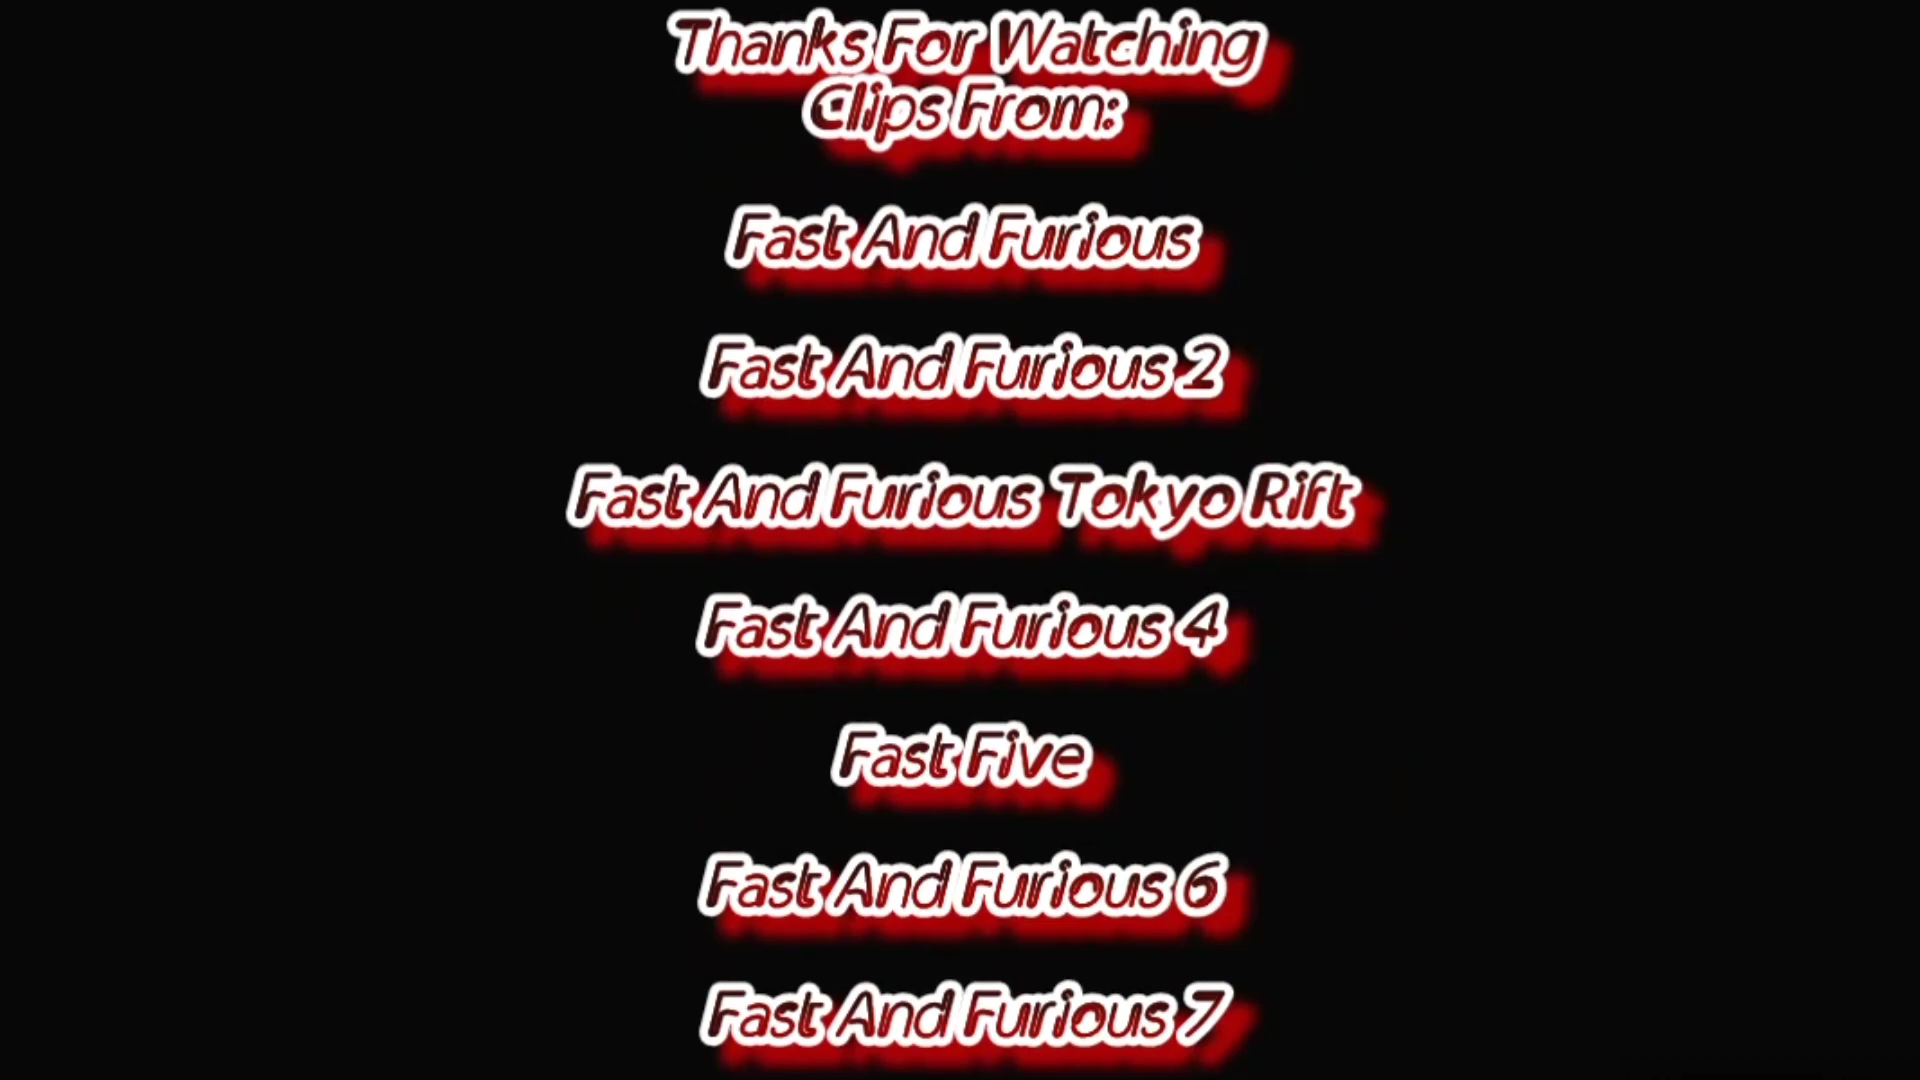 Thanks For Watching
Clips From:
Fast And Furious
Fast And Furious 2
Fast And Furious Tokyo Rift
Fast And Furious 4
Fast Five
Fast And Furious 6
Fast And Furious 7